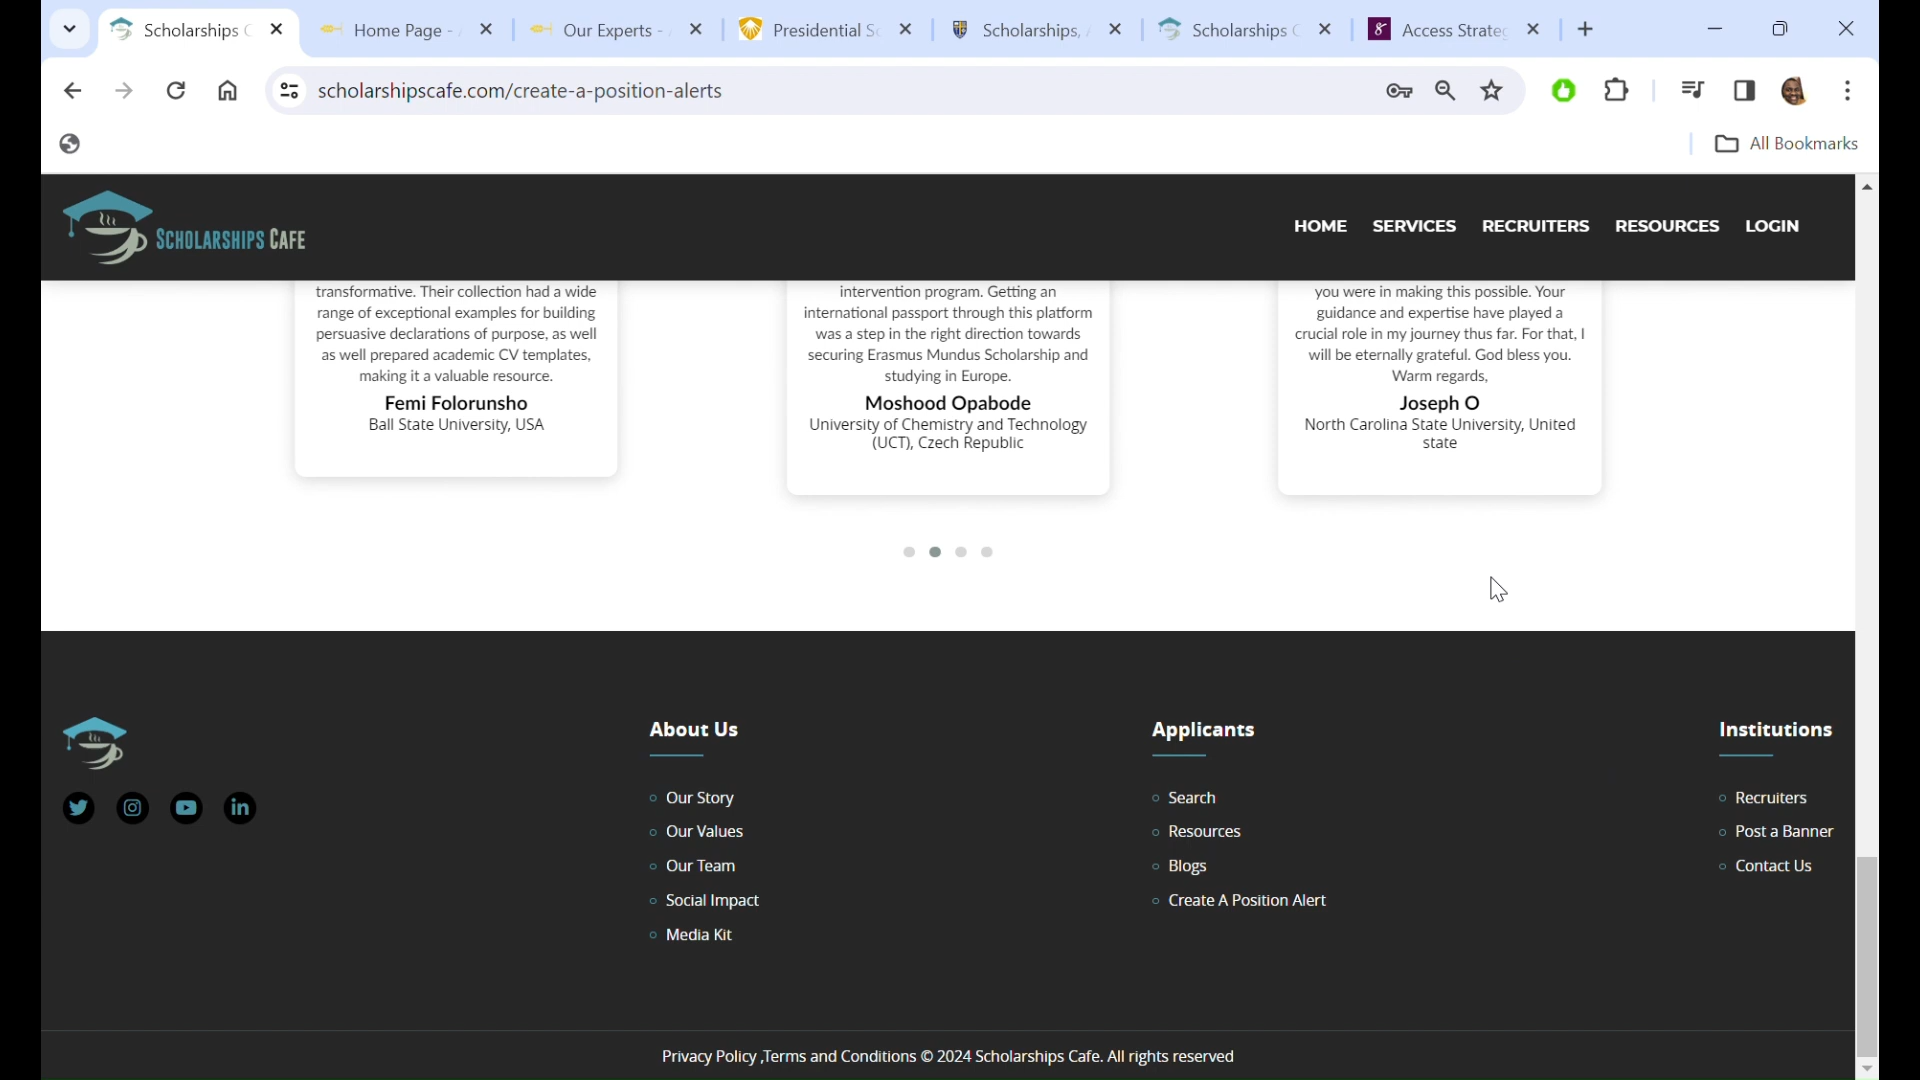 Scholarships C
Home Page -
Our Experts -
Presidential Sc
Scholarships, A
Scholarships C
Access Strateg
scholarshipscafe.com/create-a-position-alerts
All Bookmarks
SCHOLARSHIPS CAFE
HOME
SERVICES
RECRUITERS
RESOURCES
LOGIN
transformative. Their collection had a wide
range of exceptional examples for building
persuasive declarations of purpose, as well
as well prepared academic CV templates,
making it a valuable resource.
Femi Folorunsho
Ball State University, USA
intervention program. Getting an
international passport through this platform
was a step in the right direction towards
securing Erasmus Mundus Scholarship and
studying in Europe.
Moshood Opabode
University of Chemistry and Technology
(UCT), Czech Republic
you were in making this possible. Your
guidance and expertise have played a
crucial role in my journey thus far. For that, I
will be eternally grateful. God bless you.
Warm regards,
Joseph O
North Carolina State University, United
state
About Us
Our Story
Our Values
Our Team
Social Impact
Media Kit
Applicants
Search
Resources
Blogs
Create A Position Alert
Institutions
Recruiters
Post a Banner
Contact Us
Privacy Policy ,Terms and Conditions © 2024 Scholarships Cafe. All rights reserved